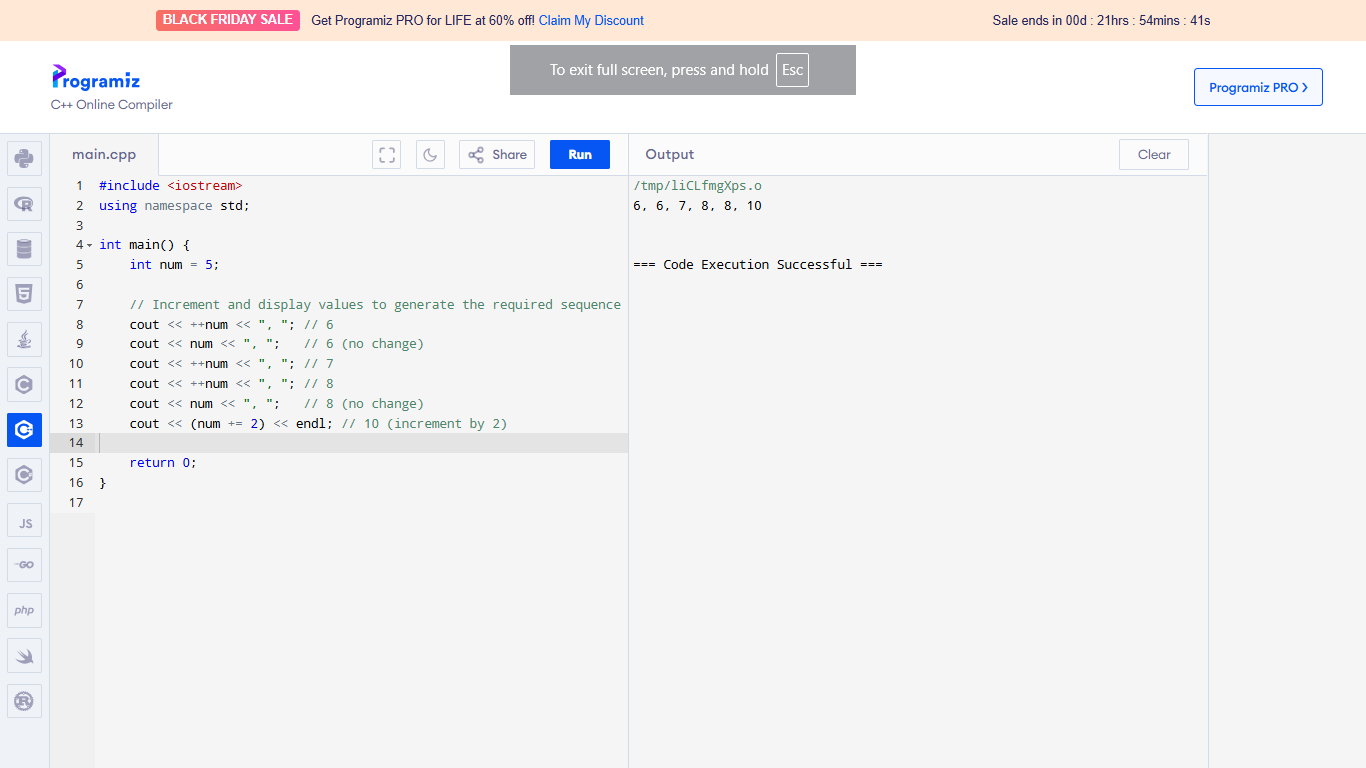 BLACK FRIDAY SALE Get Programiz PRO for LIFE at 60% off! Claim My Discount Sale ends in 00d : 21hrs : 54mins : 41s
To exit full screen, press and hold Esc
Programiz
C++ Online Compiler
Programiz PRO
main.cpp
Share
Run
Output
Clear
1 #include <iostream>
2 using namespace std;
3
4 int main() {
5     int num = 5;
6
7     // Increment and display values to generate the required sequence
8     cout << ++num << ", "; // 6
9     cout << num << ", ";   // 6 (no change)
10     cout << ++num << ", "; // 7
11     cout << ++num << ", "; // 8
12     cout << num << ", ";   // 8 (no change)
13     cout << (num += 2) << endl; // 10 (increment by 2)
14
15     return 0;
16 }
17
/tmp/liCLfmgXps.o
6, 6, 7, 8, 8, 10
=== Code Execution Successful ===
R
5
C
C
JS
GO
php
R